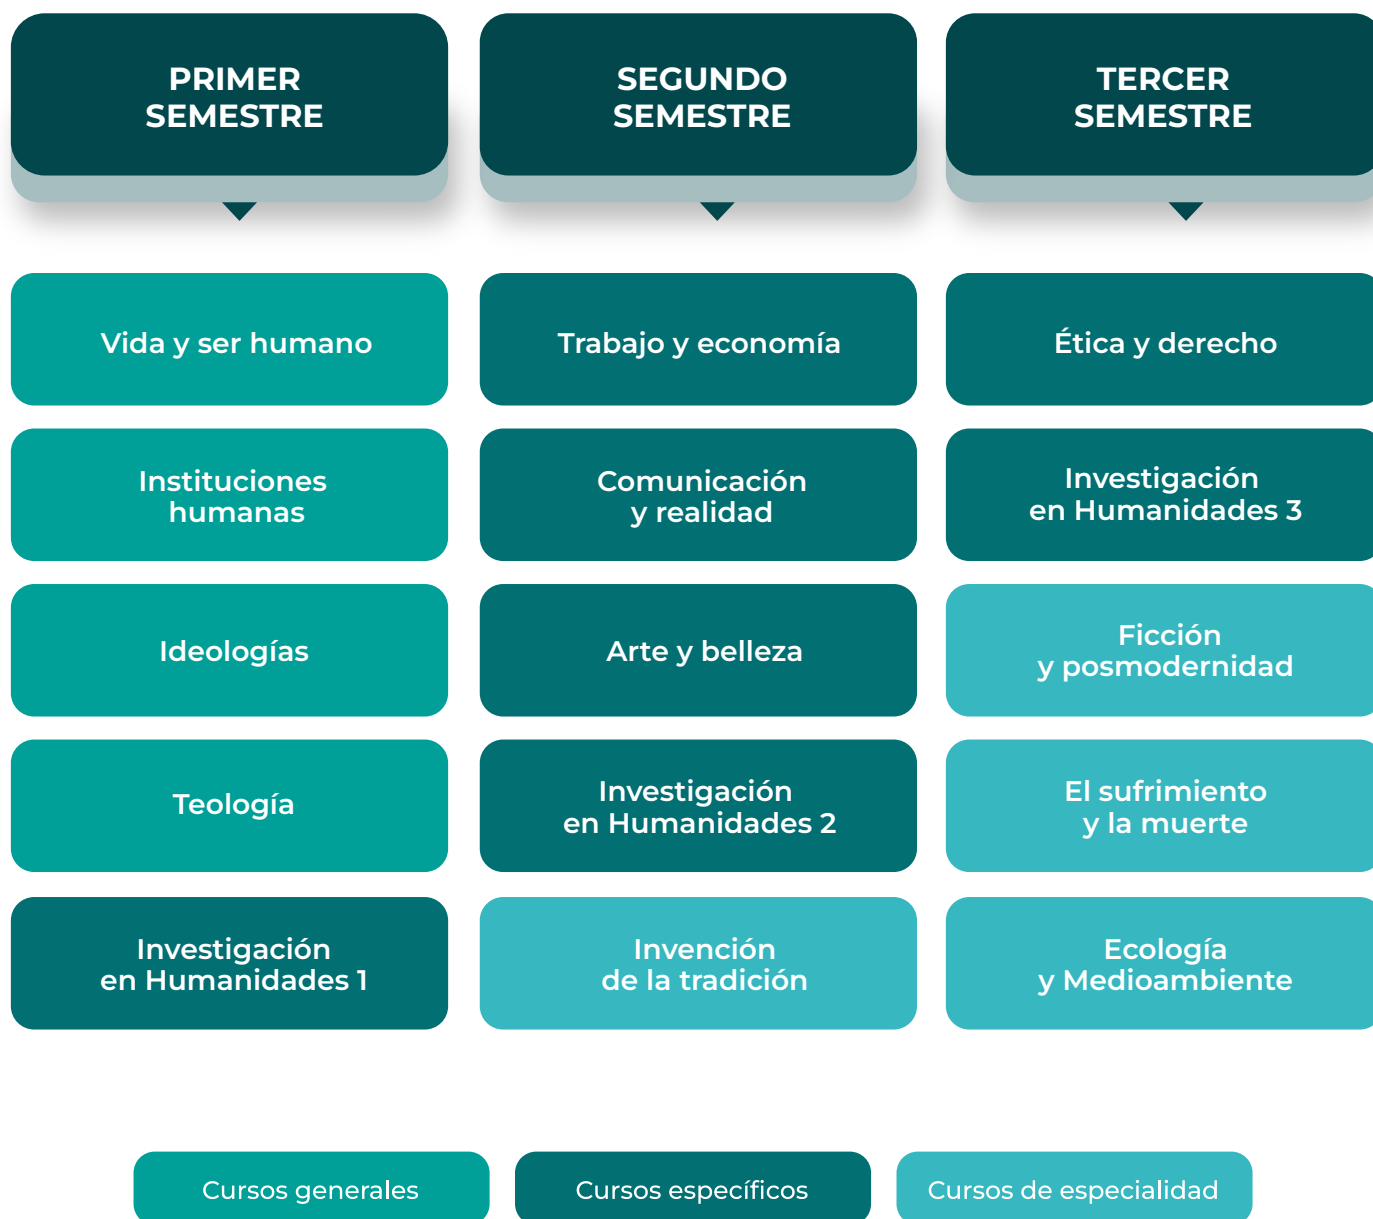 PRIMER
SEMESTRE
SEGUNDO
SEMESTRE
TERCER
SEMESTRE
Vida y ser humano
Trabajo y economía
Ética y derecho
Instituciones
humanas
Comunicación
y realidad
Investigación
en Humanidades 3
Ideologías
Arte y belleza
Ficción
y posmodernidad
Teología
Investigación
en Humanidades 2
El sufrimiento
y la muerte
Investigación
en Humanidades 1
Invención
de la tradición
Ecología
y Medioambiente
Cursos generales
Cursos específicos
Cursos de especialidad